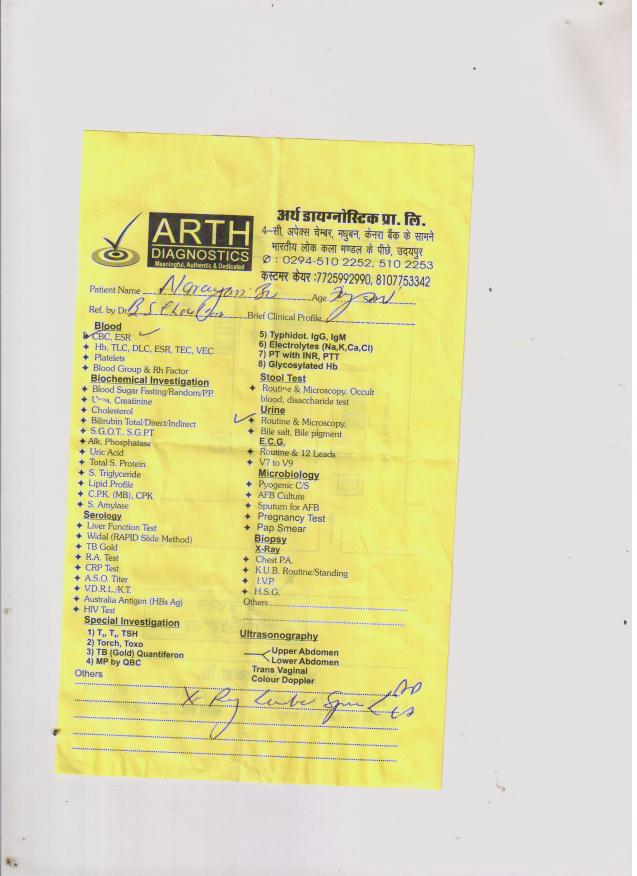 ARTH
DIAGNOSTICS
Meaningful, Authentic & Dedicated
अर्थ डायग्नोस्टिक प्रा. लि.
4–सी, अपेक्स चेम्बर, मधुबन, केनरा बैंक के सामने
भारतीय लोक कला मण्डल के पीछे, उदयपुर
✆ : 0294-510 2252, 510 2253
कस्टमर केयर :7725992990, 8107753342
Patient Name Narayan Age Sex
Ref. by Dr. B S Brief Clinical Profile
Blood
✦ CBC, ESR
✦ Hb, TLC, DLC, ESR, TEC, VEC
✦ Platelets
✦ Blood Group & Rh Factor
Biochemical Investigation
✦ Blood Sugar Fasting/Random/P.P.
✦ Urea, Creatinine
✦ Cholesterol
✦ Bilirubin Total/Direct/Indirect
✦ S.G.O.T., S.G.P.T.
✦ Alk, Phosphatase
✦ Uric Acid
✦ Total S. Protein
✦ S. Triglyceride
✦ Lipid Profile
✦ C.P.K. (MB), CPK
✦ S. Amylase
Serology
✦ Liver Function Test
✦ Widal (RAPID Slide Method)
✦ TB Gold
✦ R.A. Test
✦ CRP Test
✦ A.S.O. Titer
✦ V.D.R.L./K.T.
✦ Australia Antigen (HBs Ag)
✦ HIV Test
Special Investigation
1) T₃, T₄, TSH
2) Torch, Toxo
3) TB (Gold) Quantiferon
4) MP by QBC
5) Typhidot. IgG, IgM
6) Electrolytes (Na,K,Ca,Cl)
7) PT with INR, PTT
8) Glycosylated Hb
Stool Test
✦ Routine & Microscopy, Occult
blood, disaccharide test
Urine
✦ Routine & Microscopy,
✦ Bile salt, Bile pigment
E.C.G.
✦ Routine & 12 Leads
✦ V7 to V9
Microbiology
✦ Pyogenic C/S
✦ AFB Culture
✦ Sputum for AFB
✦ Pregnancy Test
✦ Pap Smear
Biopsy
X-Ray
✦ Chest P.A.
✦ K.U.B. Routine/Standing
✦ I.V.P.
✦ H.S.G.
Others
Ultrasonography
Upper Abdomen
Lower Abdomen
Trans Vaginal
Colour Doppler
Others
X Ray